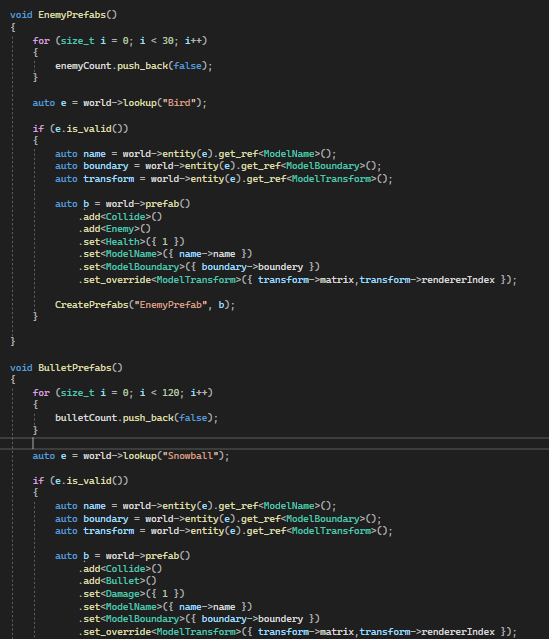 void EnemyPrefabs()
{
    for (size_t i = 0; i < 30; i++)
    {
        enemyCount.push_back(false);
    }

    auto e = world->lookup("Bird");

    if (e.is_valid())
    {
        auto name = world->entity(e).get_ref<ModelName>();
        auto boundary = world->entity(e).get_ref<ModelBoundary>();
        auto transform = world->entity(e).get_ref<ModelTransform>();

        auto b = world->prefab()
            .add<Collide>()
            .add<Enemy>()
            .set<Health>({ 1 })
            .set<ModelName>({ name->name })
            .set<ModelBoundary>({ boundary->boundery })
            .set_override<ModelTransform>({ transform->matrix,transform->rendererIndex });

        CreatePrefabs("EnemyPrefab", b);
    }

}

void BulletPrefabs()
{
    for (size_t i = 0; i < 120; i++)
    {
        bulletCount.push_back(false);
    }

    auto e = world->lookup("Snowball");

    if (e.is_valid())
    {
        auto name = world->entity(e).get_ref<ModelName>();
        auto boundary = world->entity(e).get_ref<ModelBoundary>();
        auto transform = world->entity(e).get_ref<ModelTransform>();

        auto b = world->prefab()
            .add<Collide>()
            .add<Bullet>()
            .set<Damage>({ 1 })
            .set<ModelName>({ name->name })
            .set<ModelBoundary>({ boundary->boundery })
            .set_override<ModelTransform>({ transform->matrix,transform->rendererIndex });